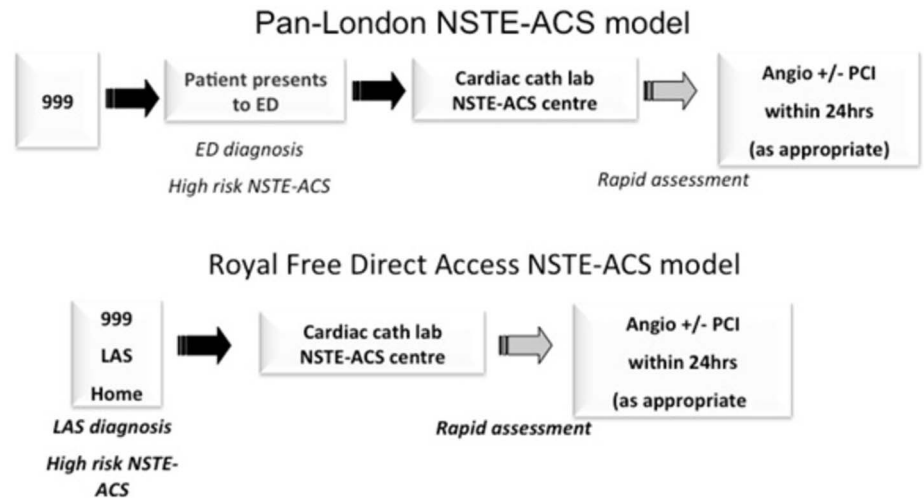 Pan-London NSTE-ACS model
999
Patient presents
to ED
Cardiac cath lab
NSTE-ACS centre
Angio +/- PCI
within 24hrs
(as appropriate)
ED diagnosis
High risk NSTE-ACS
Rapid assessment
Royal Free Direct Access NSTE-ACS model
999
LAS
Home
Cardiac cath lab
NSTE-ACS centre
Angio +/- PCI
within 24hrs
(as appropriate
LAS diagnosis
High risk NSTE-
ACS
Rapid assessment